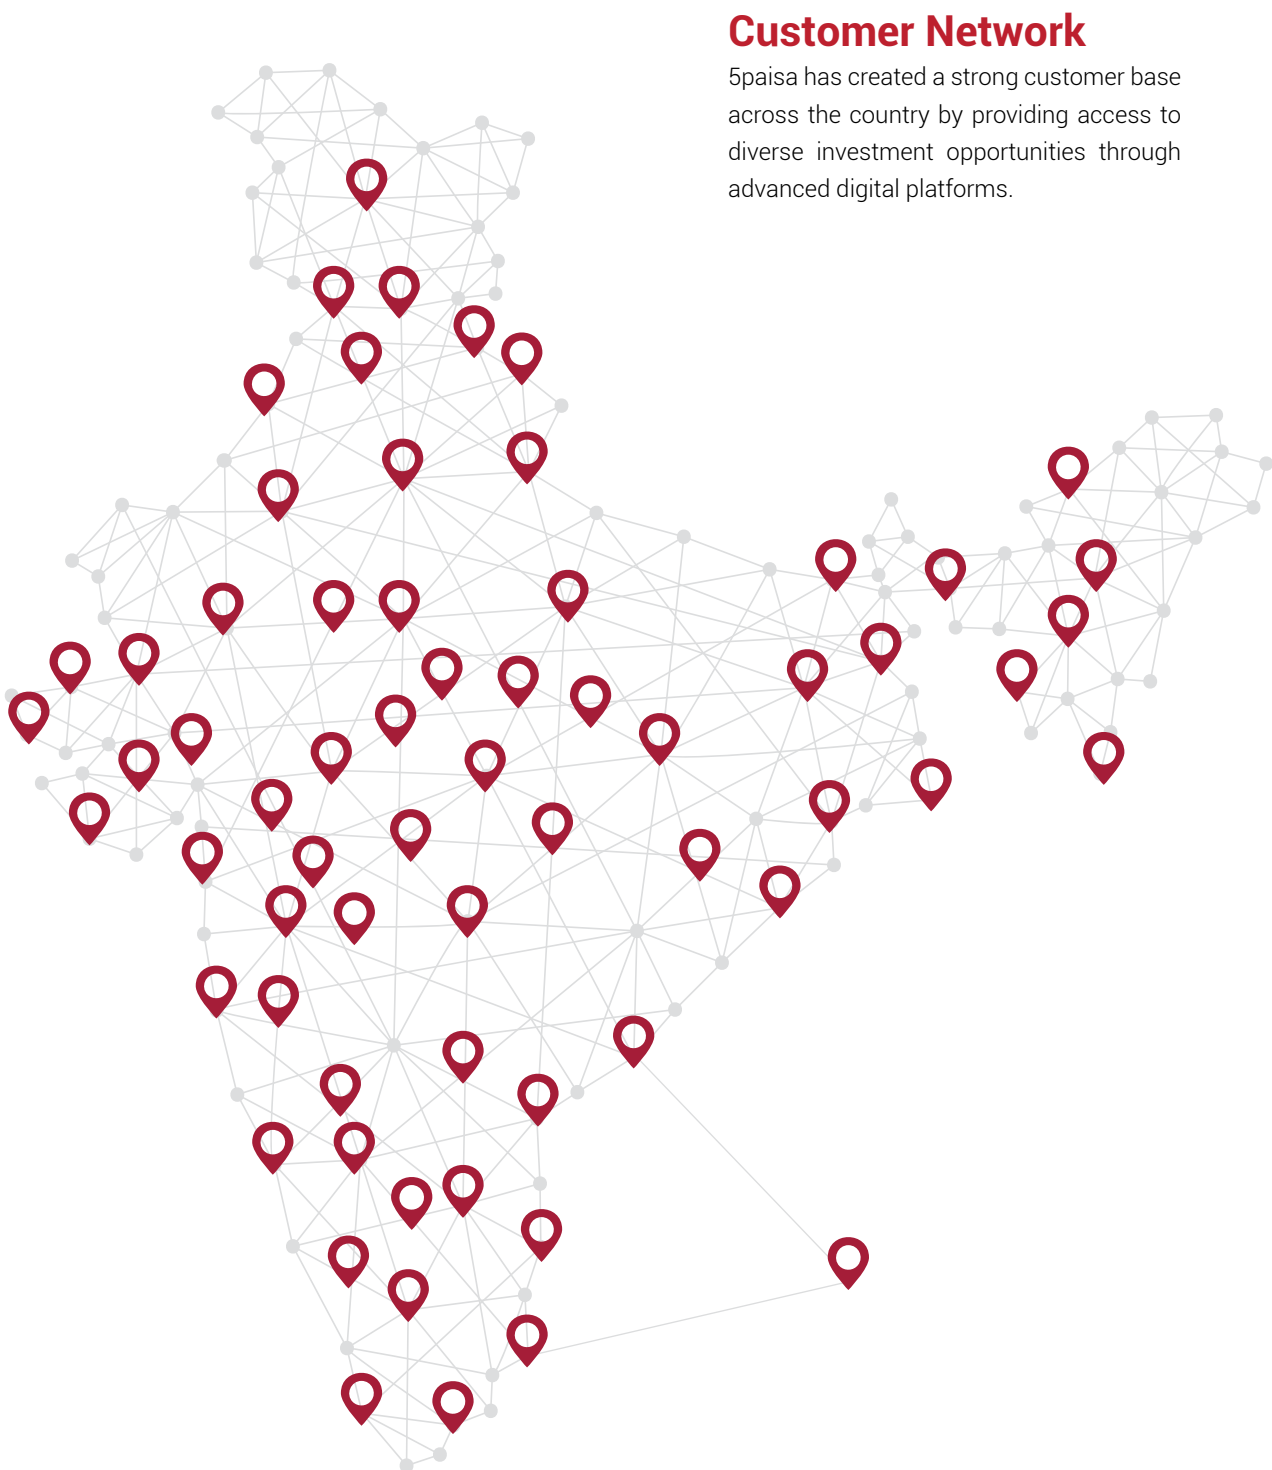 Customer Network
5paisa has created a strong customer base
across the country by providing access to
diverse investment opportunities through
advanced digital platforms.